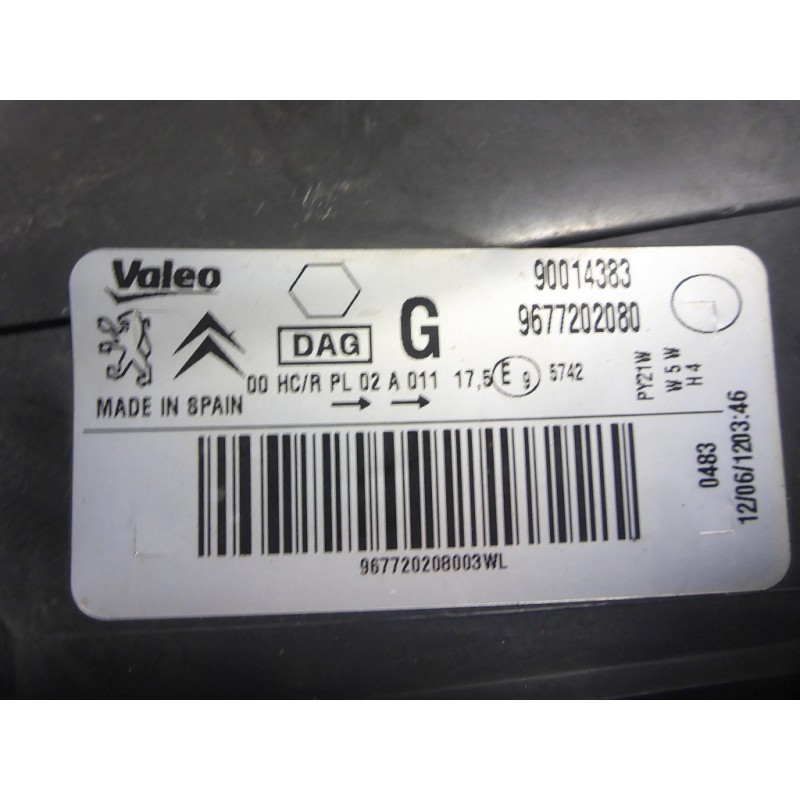 Valeo
90014383
DAG
G
9677202080
00 HC/R PL 02 A 011 17,5 E 9 5742
MADE IN SPAIN
PY21W
W5W
H4
0483
12/06/1203:46
967720208003WL